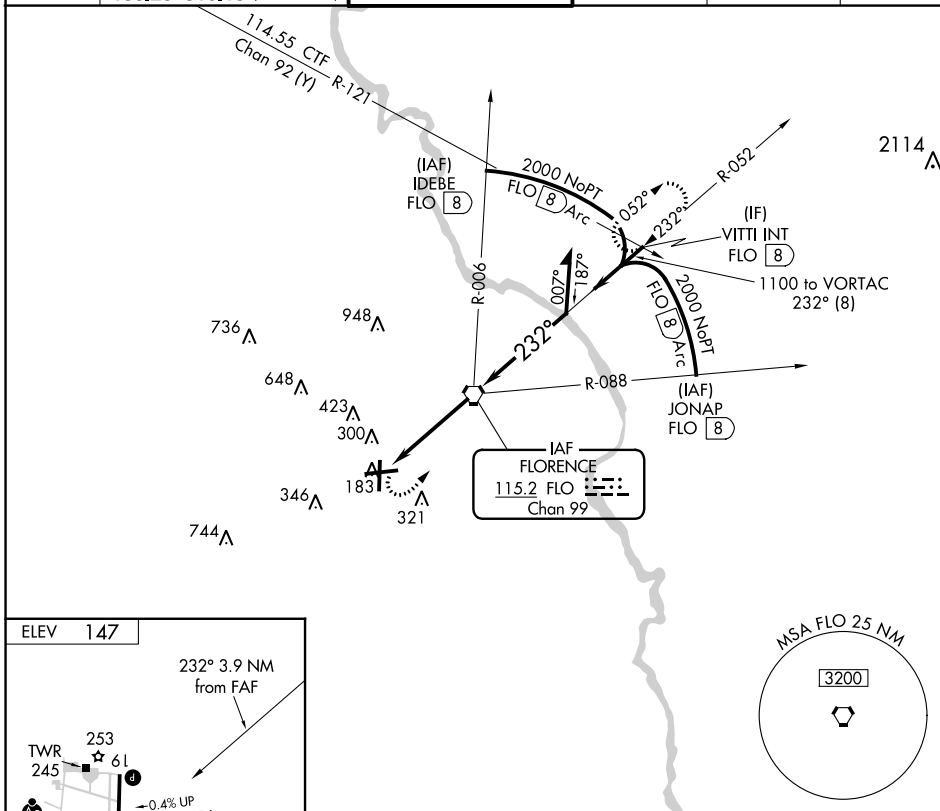 114.55 CTF
Chan 92 (Y)
R-121
(IAF)
IDEBE
FLO 8
2000 NoPT
FLO 8 Arc
052°
232°
R-052
2114
(IF)
VITTI INT
FLO 8
1100 to VORTAC
232° (8)
R-006
007°
187°
2000 NoPT
FLO 8 Arc
736
948
232°
648
R-088
423
(IAF)
JONAP
FLO 8
300
IAF
FLORENCE
115.2 FLO
Chan 99
183
346
321
744
ELEV 147
232° 3.9 NM
from FAF
TWR
245
253
19
P
0.4% UP
MSA FLO 25 NM
3200